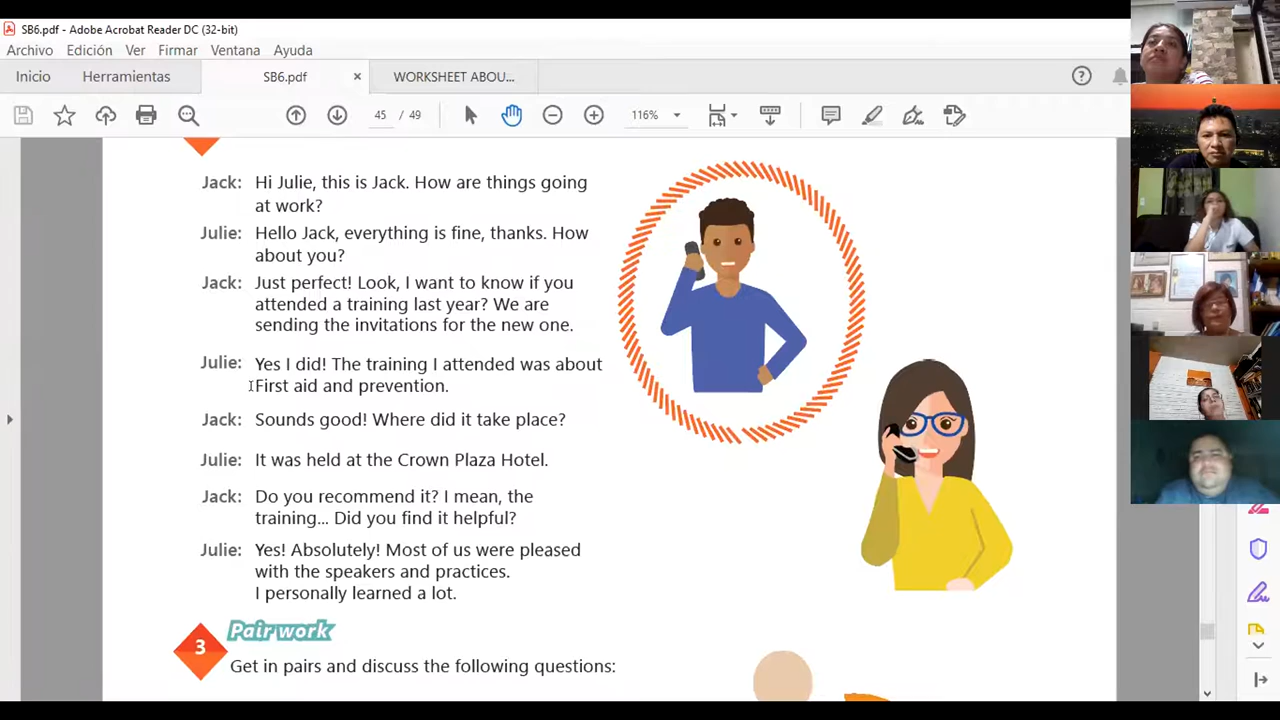 SB6.pdf - Adobe Acrobat Reader DC (32-bit)
Archivo Edición Ver Firmar Ventana Ayuda
Inicio Herramientas SB6.pdf × WORKSHEET ABOU...
45 / 49 116%
Jack: Hi Julie, this is Jack. How are things going
at work?
Julie: Hello Jack, everything is fine, thanks. How
about you?
Jack: Just perfect! Look, I want to know if you
attended a training last year? We are
sending the invitations for the new one.
Julie: Yes I did! The training I attended was about
First aid and prevention.
Jack: Sounds good! Where did it take place?
Julie: It was held at the Crown Plaza Hotel.
Jack: Do you recommend it? I mean, the
training... Did you find it helpful?
Julie: Yes! Absolutely! Most of us were pleased
with the speakers and practices.
I personally learned a lot.
3 Pair work
Get in pairs and discuss the following questions: